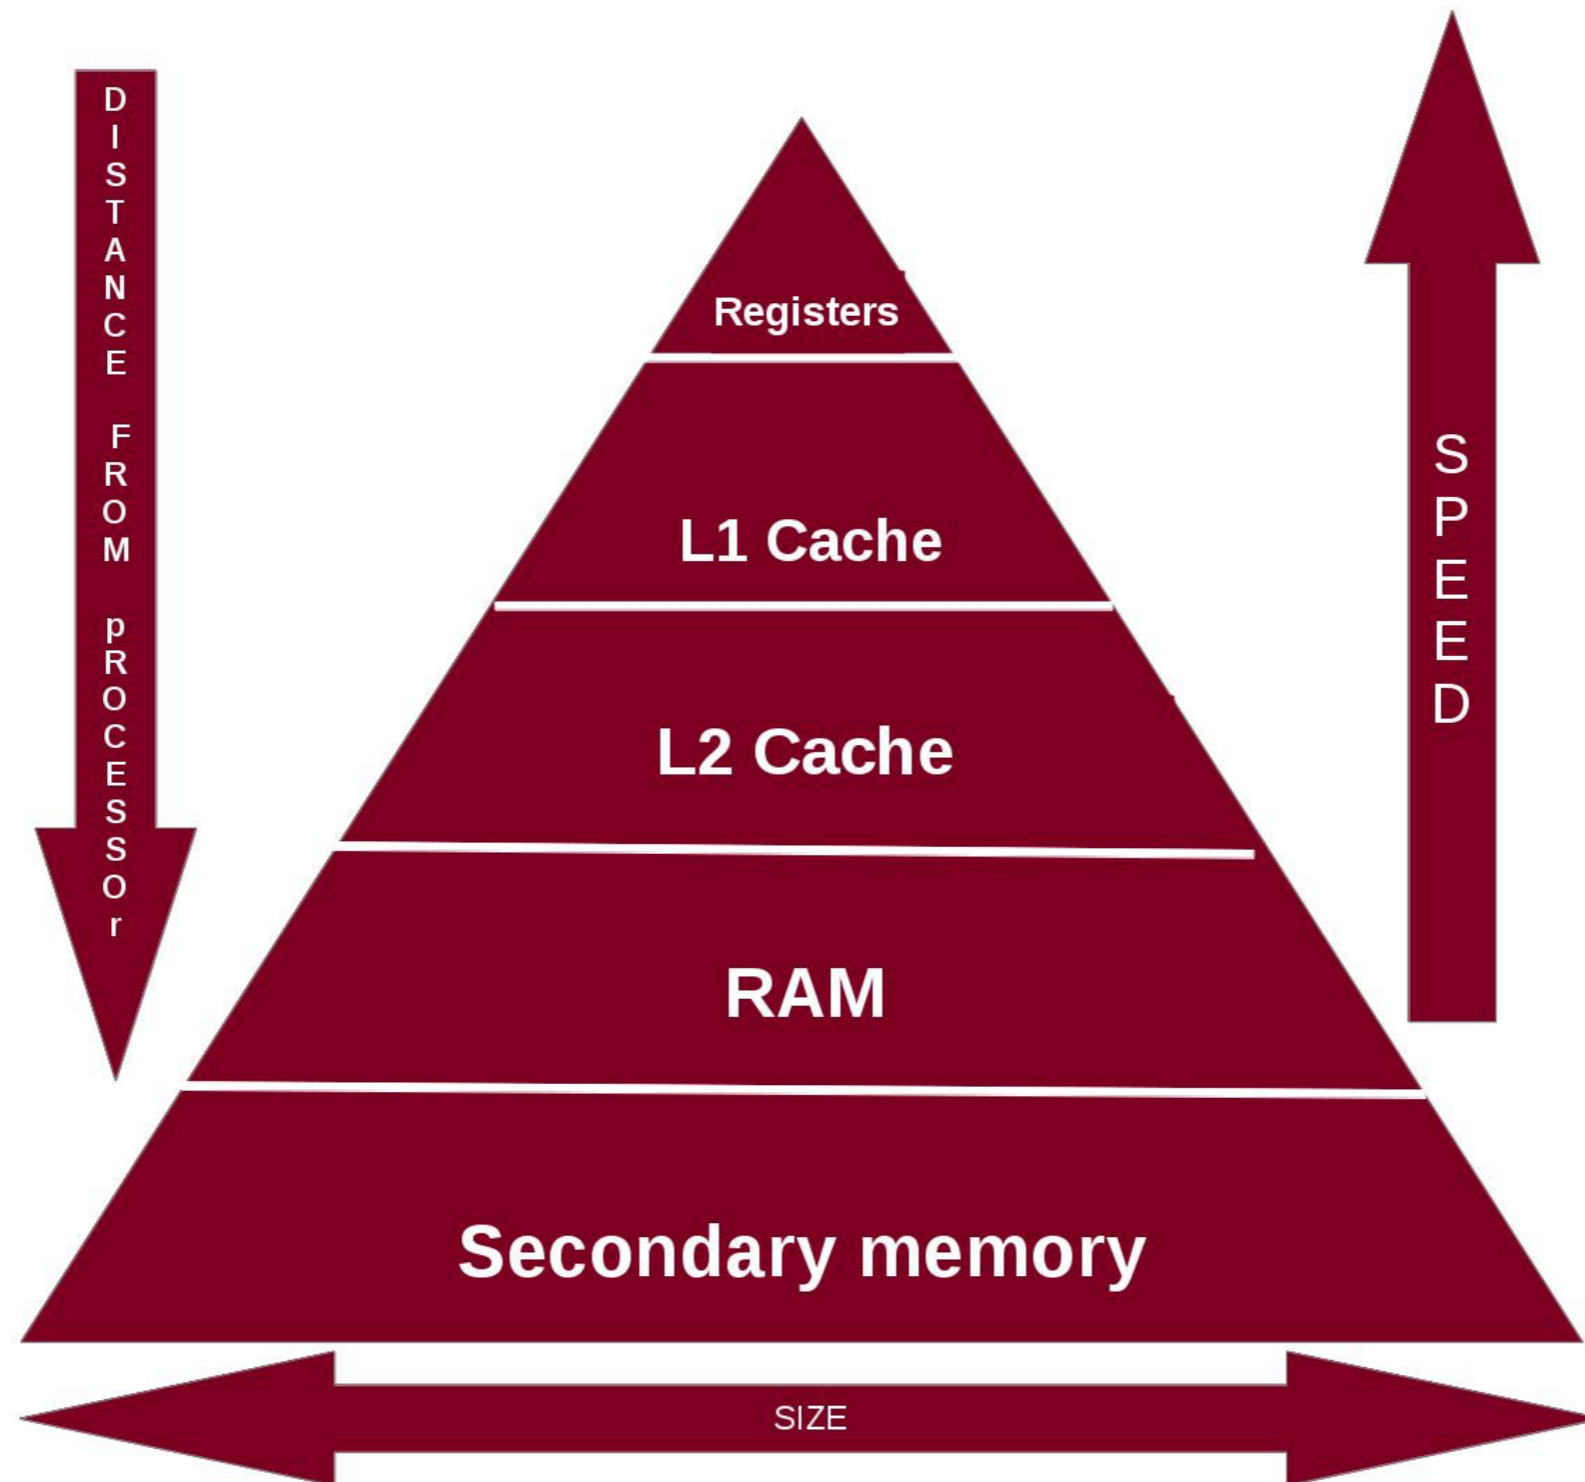 DISTANCE FROM pROCESSOr
Registers
L1 Cache
L2 Cache
RAM
Secondary memory
SPEED
SIZE